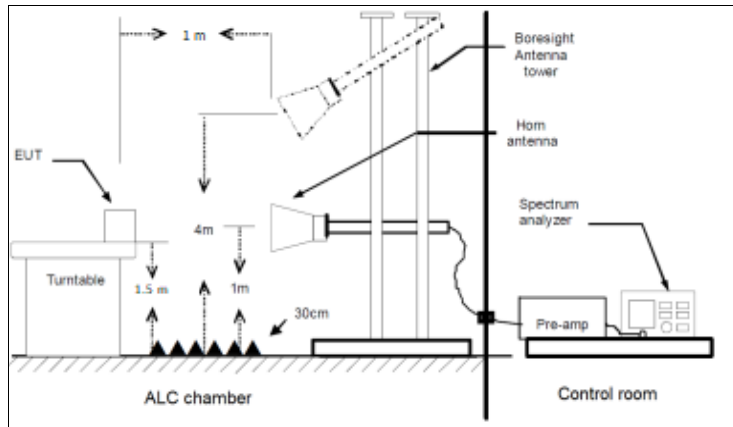 1 m
Boresight
Antenna
tower
Horn
antenna
EUT
Spectrum
analyzer
4m
Turntable
1.5 m
1m
30cm
Pre-amp
ALC chamber
Control room